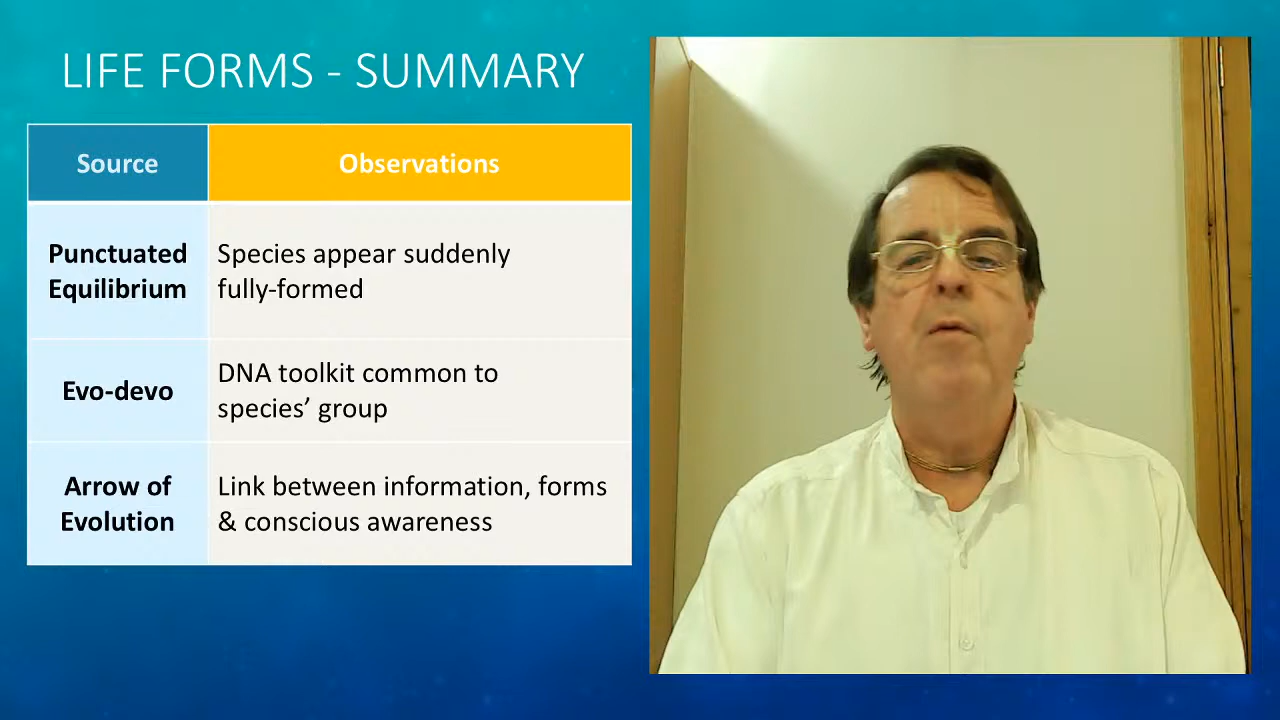 LIFE FORMS - SUMMARY
Source
Observations
Punctuated
Equilibrium
Species appear suddenly
fully-formed
Evo-devo
DNA toolkit common to
species’ group
Arrow of
Evolution
Link between information, forms
& conscious awareness